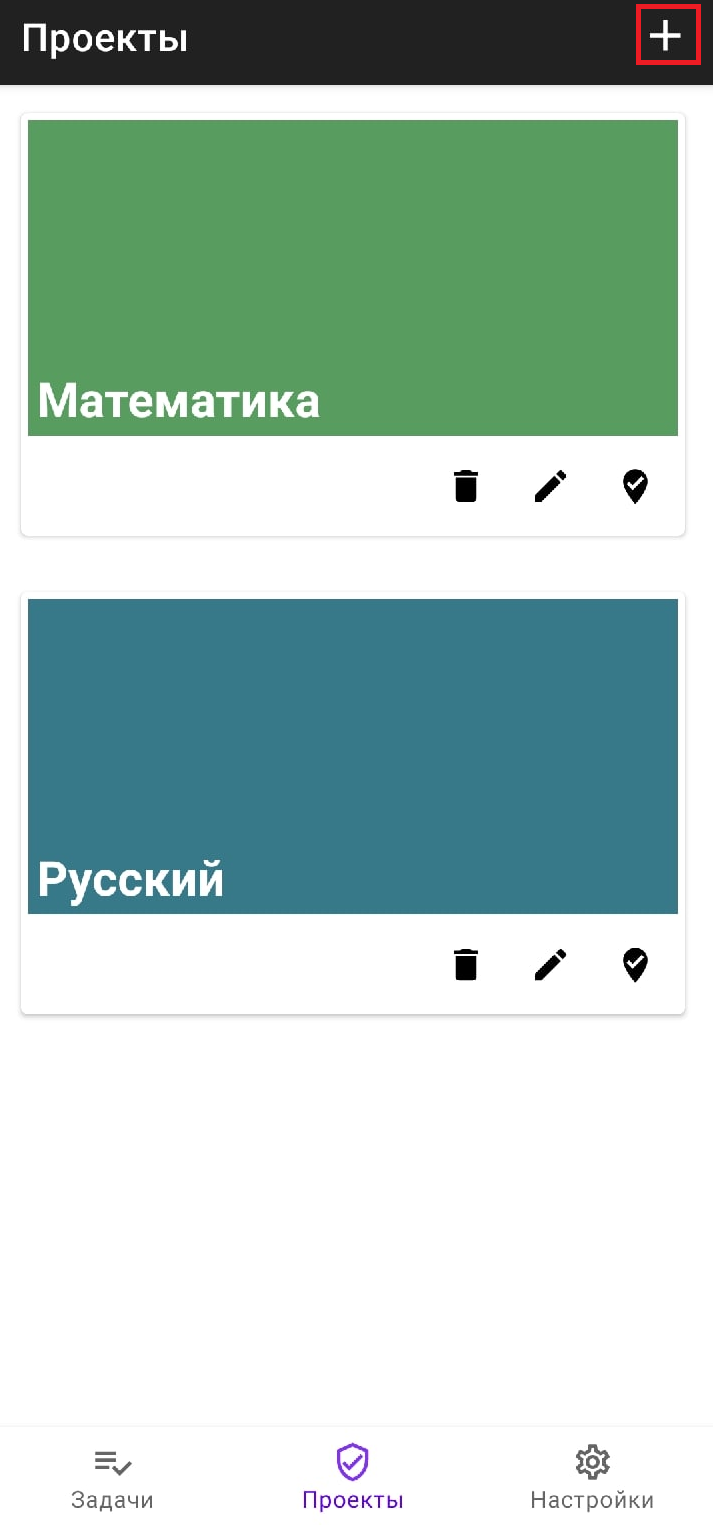 Проекты
Математика
Русский
Задачи
Проекты
Настройки